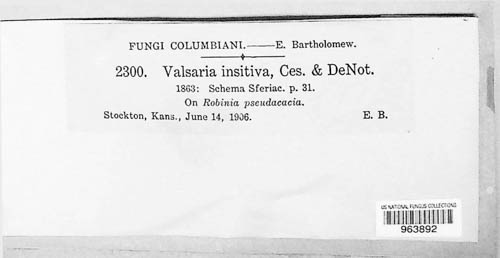 FUNGI COLUMBIANI.——E. Bartholomew.
2300. Valsaria insitiva, Ces. & DeNot.
1863: Schema Sferiac. p. 31.
On Robinia pseudacacia.
Stockton, Kans., June 14, 1906. E. B.
US NATIONAL FUNGUS COLLECTIONS
963892